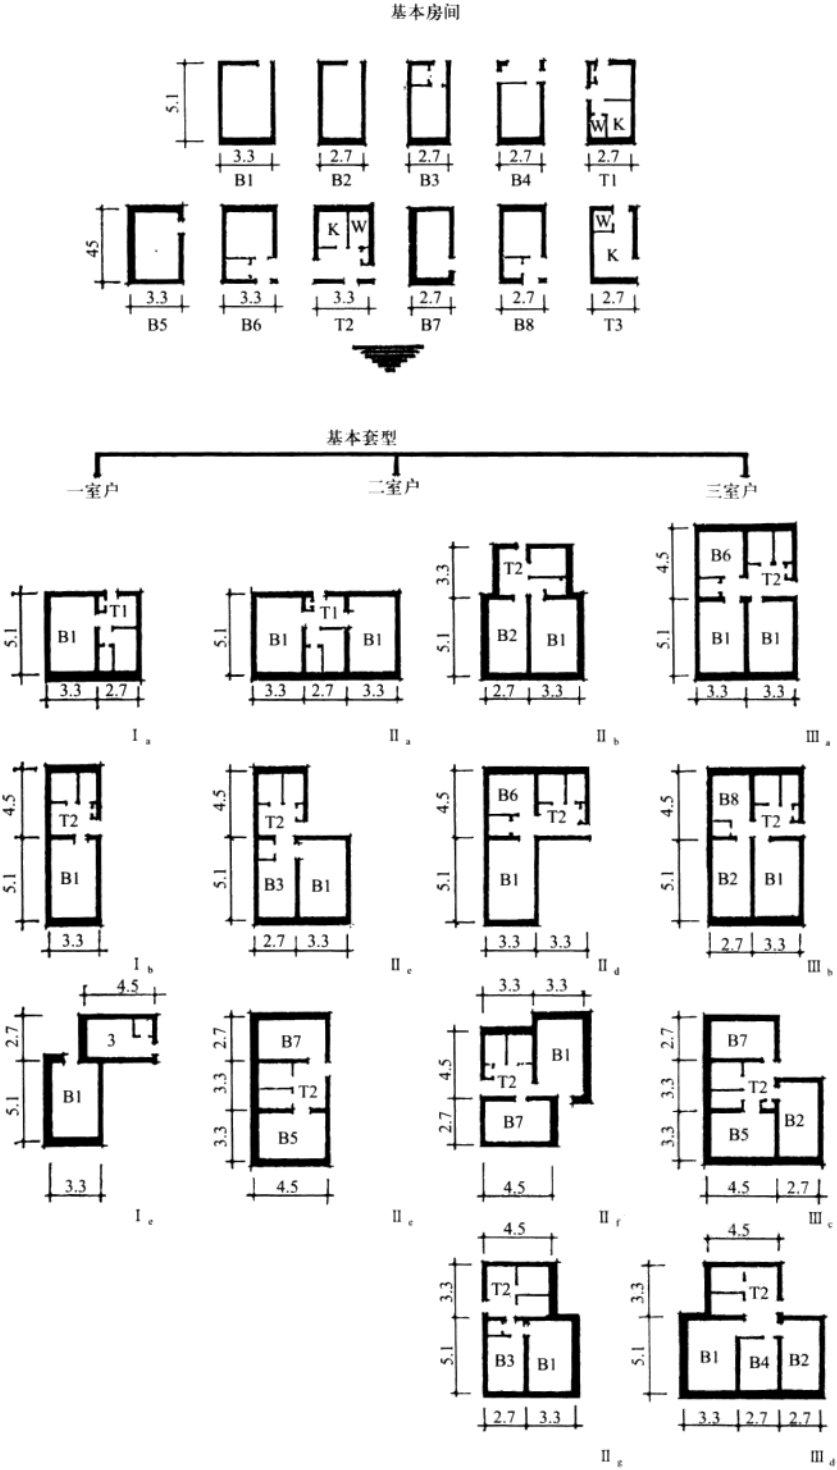 基本房间
5.1
3.3 2.7 2.7 2.7 2.7
W K
B1 B2 B3 B4 T1
45
K W W K
3.3 3.3 3.3 2.7 2.7 2.7
B5 B6 T2 B7 B8 T3
基本套型
一室户 二室户 三室户
5.1 B1 T1
3.3 2.7
Ⅰa
5.1 B1 T1 B1
3.3 2.7 3.3
Ⅱa
3.3 T2
5.1 B2 B1
2.7 3.3
Ⅱb
4.5 B6 T2
5.1 B1 B1
3.3 3.3
Ⅲa
4.5 T2
5.1 B1
3.3
Ⅰb
4.5 T2
5.1 B3 B1
2.7 3.3
Ⅱc
4.5 B6 T2
5.1 B1
3.3 3.3
Ⅱd
4.5 B8 T2
5.1 B2 B1
2.7 3.3
Ⅲb
4.5
2.7 3
5.1 B1
3.3
Ⅰe
2.7 B7
3.3 T2
3.3 B5
4.5
Ⅱe
3.3 3.3
4.5 T2 B1
2.7 B7
4.5
Ⅱf
2.7 B7
3.3 T2
3.3 B5 B2
4.5 2.7
Ⅲc
4.5
3.3 T2
5.1 B3 B1
2.7 3.3
Ⅱg
4.5
3.3 T2
5.1 B1 B4 B2
3.3 2.7 2.7
Ⅲd